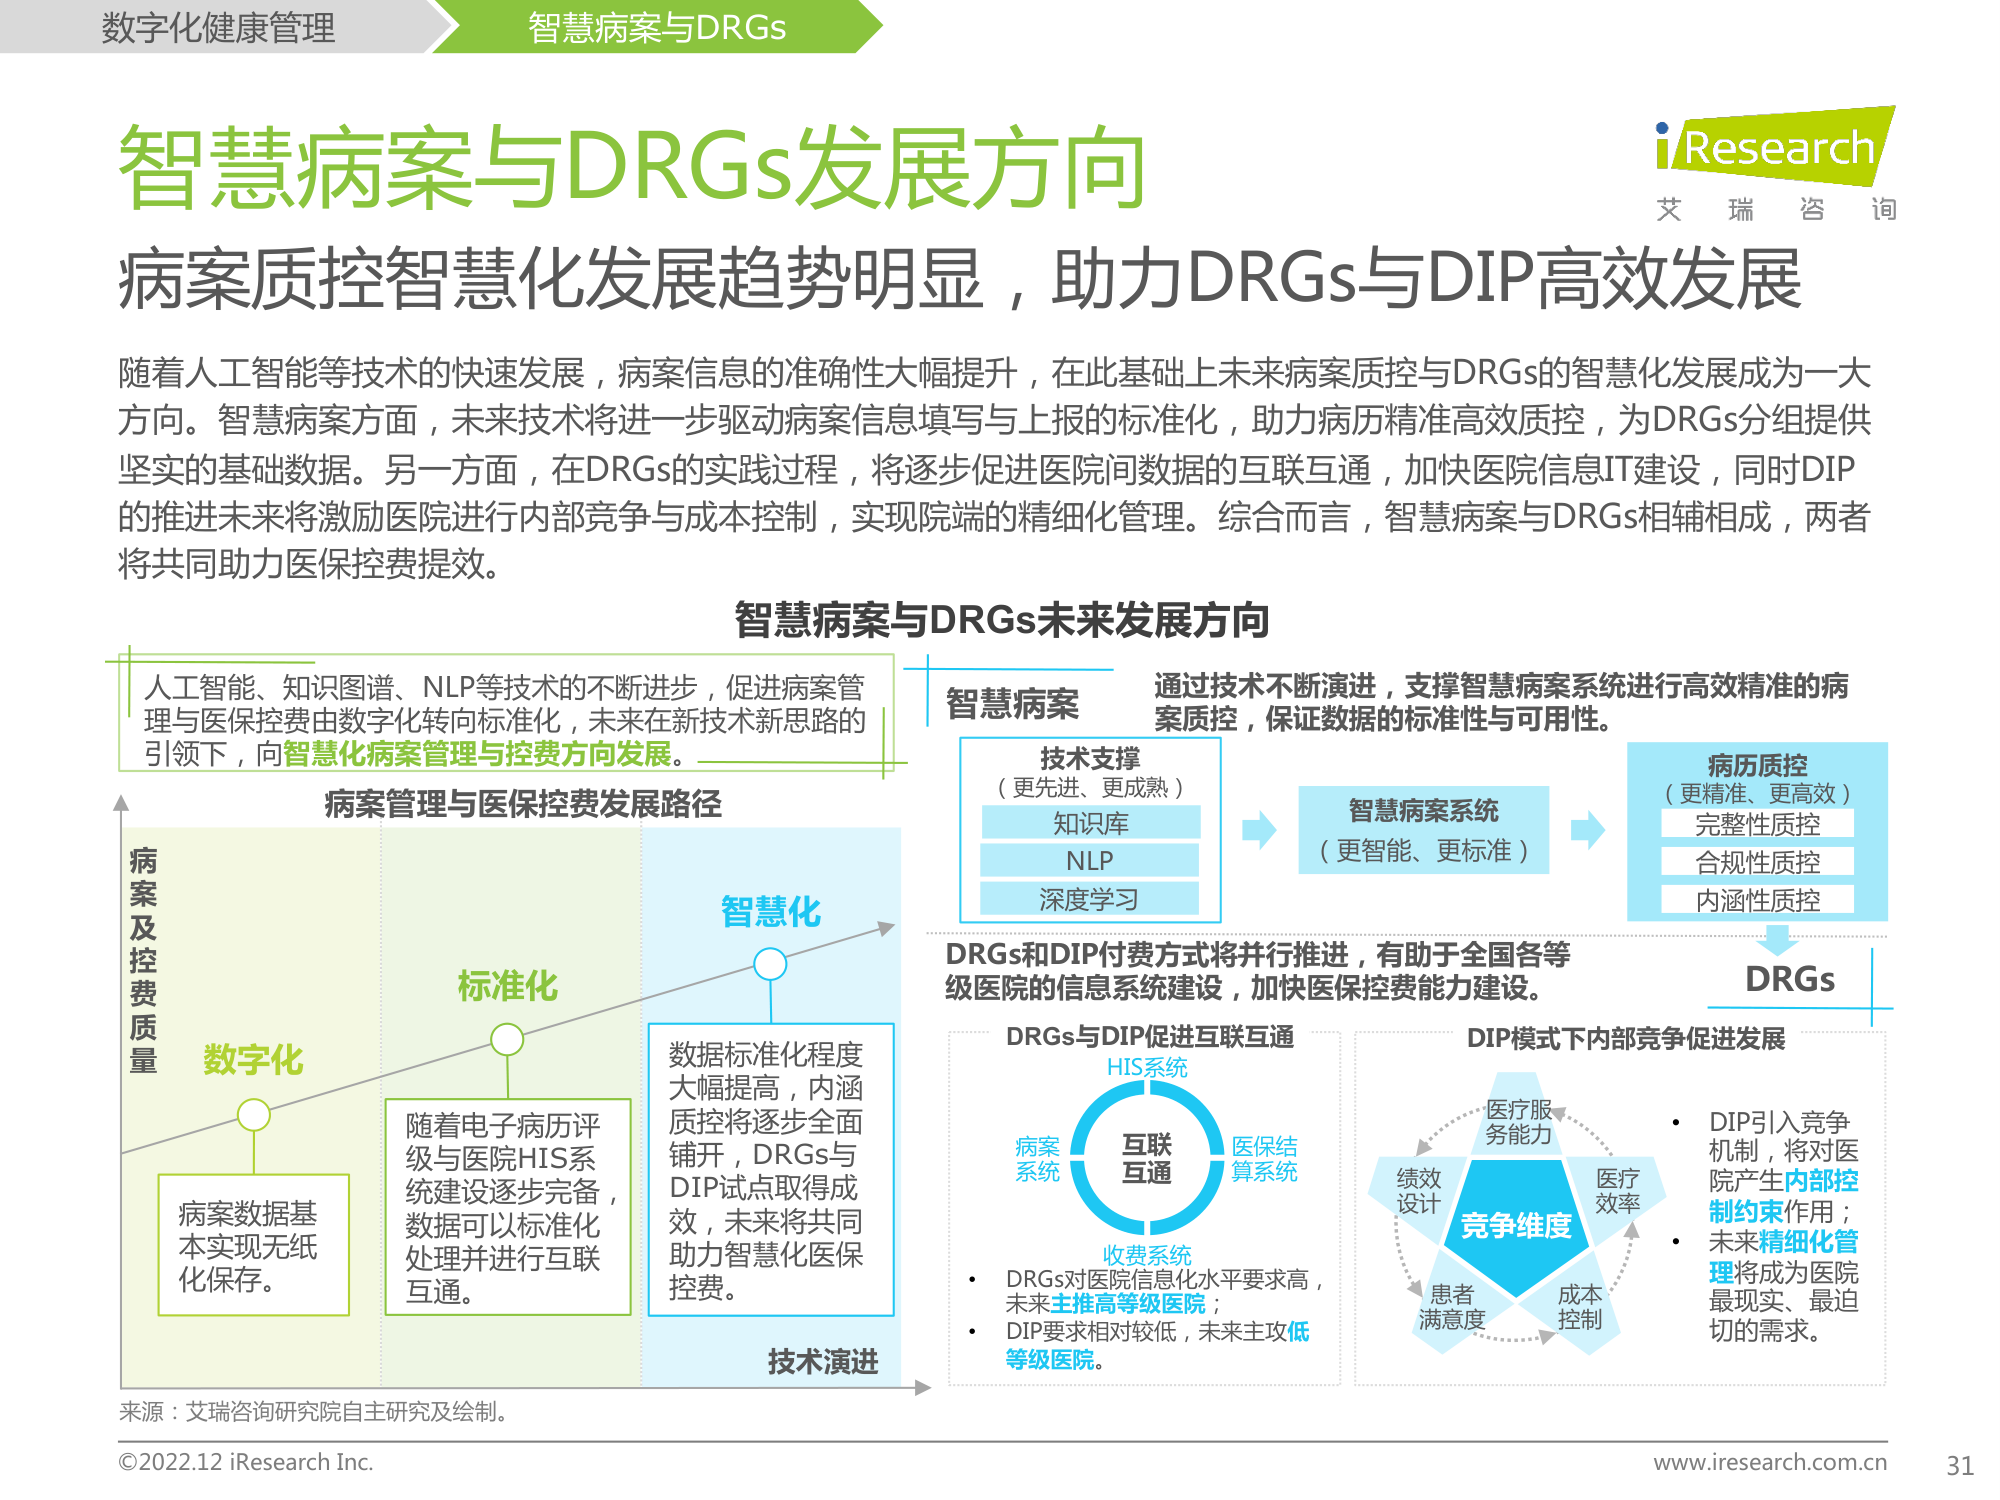 数字化健康管理
智慧病案与DRGs
智慧病案与DRGs发展方向
iResearch
艾瑞咨询
病案质控智慧化发展趋势明显，助力DRGs与DIP高效发展
随着人工智能等技术的快速发展，病案信息的准确性大幅提升，在此基础上未来病案质控与DRGs的智慧化发展成为一大
方向。智慧病案方面，未来技术将进一步驱动病案信息填写与上报的标准化，助力病历精准高效质控，为DRGs分组提供
坚实的基础数据。另一方面，在DRGs的实践过程，将逐步促进医院间数据的互联互通，加快医院信息IT建设，同时DIP
的推进未来将激励医院进行内部竞争与成本控制，实现院端的精细化管理。综合而言，智慧病案与DRGs相辅相成，两者
将共同助力医保控费提效。
智慧病案与DRGs未来发展方向
人工智能、知识图谱、NLP等技术的不断进步，促进病案管
理与医保控费由数字化转向标准化，未来在新技术新思路的
引领下，向智慧化病案管理与控费方向发展。
病案管理与医保控费发展路径
病案及控费质量
数字化
标准化
智慧化
病案数据基
本实现无纸
化保存。
随着电子病历评
级与医院HIS系
统建设逐步完备，
数据可以标准化
处理并进行互联
互通。
数据标准化程度
大幅提高，内涵
质控将逐步全面
铺开，DRGs与
DIP试点取得成
效，未来将共同
助力智慧化医保
控费。
技术演进
智慧病案
通过技术不断演进，支撑智慧病案系统进行高效精准的病
案质控，保证数据的标准性与可用性。
技术支撑
（更先进、更成熟）
知识库
NLP
深度学习
智慧病案系统
（更智能、更标准）
病历质控
（更精准、更高效）
完整性质控
合规性质控
内涵性质控
DRGs和DIP付费方式将并行推进，有助于全国各等
级医院的信息系统建设，加快医保控费能力建设。
DRGs
DRGs与DIP促进互联互通
HIS系统
病案
系统
互联
互通
医保结
算系统
收费系统
• DRGs对医院信息化水平要求高，
未来主推高等级医院；
• DIP要求相对较低，未来主攻低
等级医院。
DIP模式下内部竞争促进发展
医疗服
务能力
绩效
设计
医疗
效率
竞争维度
患者
满意度
成本
控制
• DIP引入竞争
机制，将对医
院产生内部控
制约束作用；
• 未来精细化管
理将成为医院
最现实、最迫
切的需求。
来源：艾瑞咨询研究院自主研究及绘制。
©2022.12 iResearch Inc.
www.iresearch.com.cn
31